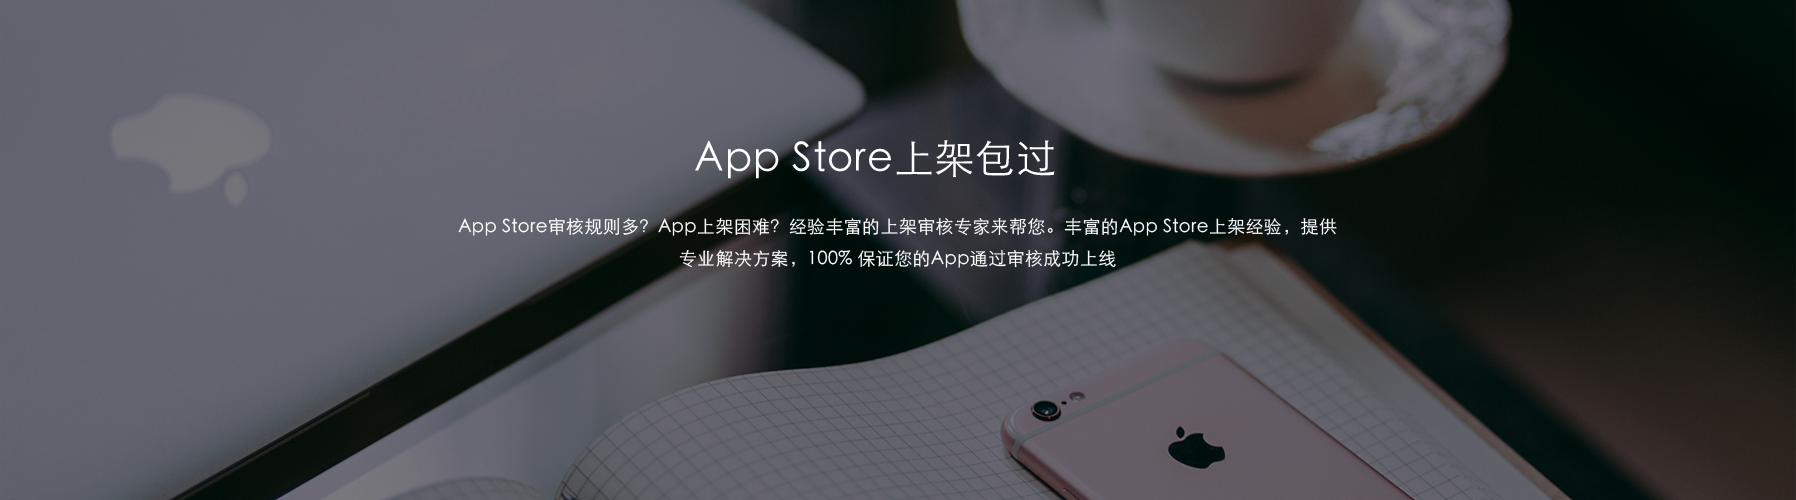 App Store上架包过
App Store审核规则多？App上架困难？经验丰富的上架审核专家来帮您。丰富的App Store上架经验，提供
专业解决方案，100% 保证您的App通过审核成功上线